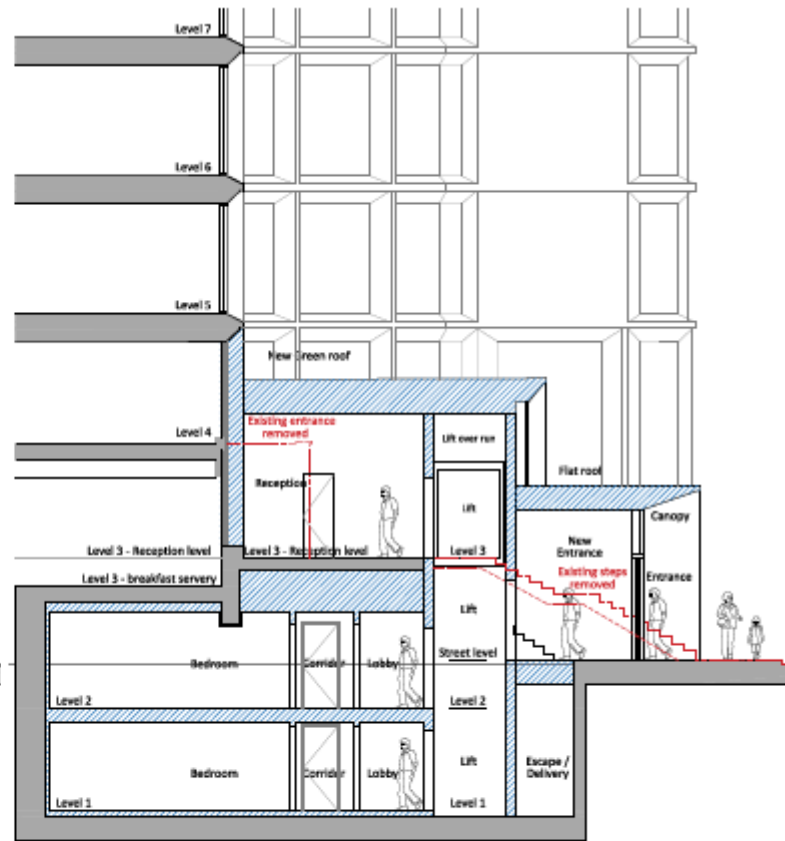 Level 7
Level 6
Level 5
New Green roof
Existing entrance
removed
Level 4
Lift over run
Flat roof
Reception
Lift
Canopy
New
Entrance
Level 3 - Reception level
Level 3 - Reception level
Level 3
Existing steps
removed
Entrance
Level 3 - breakfast servery
Lift
Street level
Bedroom
Corridor
Lobby
Level 2
Level 2
Lift
Escape /
Delivery
Bedroom
Corridor
Lobby
Level 1
Level 1